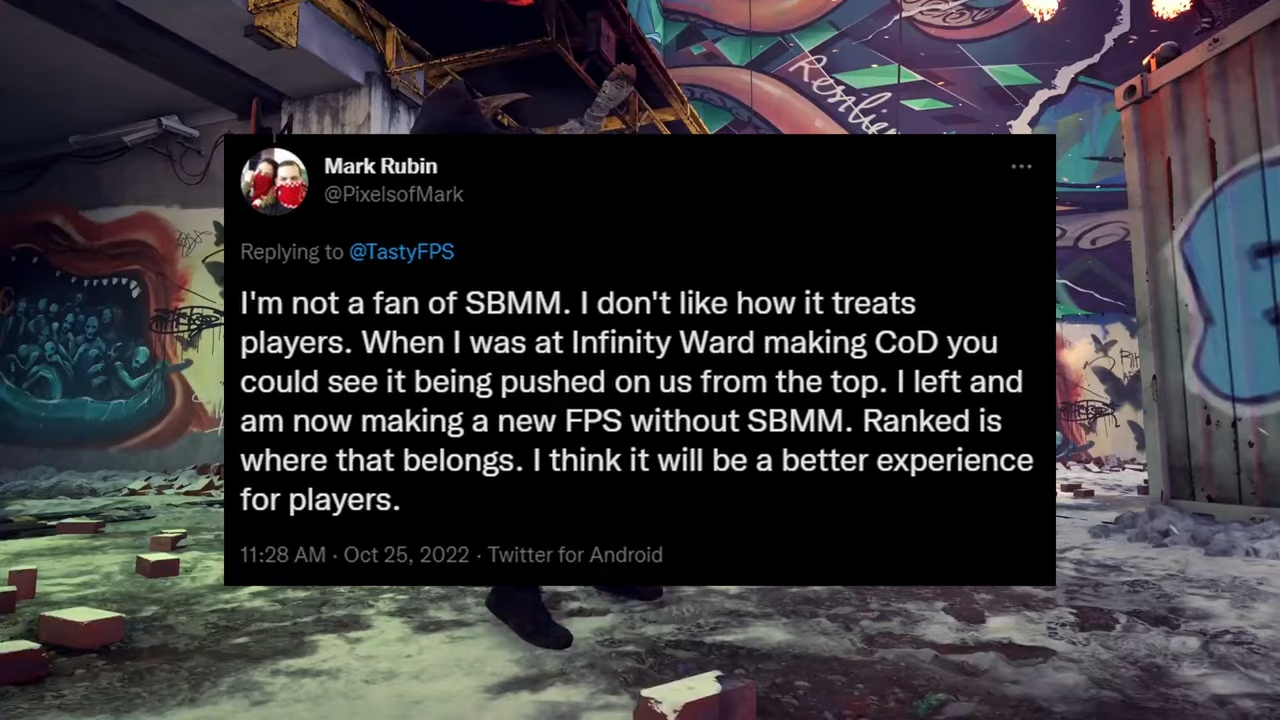 Resilien
Mark Rubin
@PixelsofMark
Replying to @TastyFPS
I'm not a fan of SBMM. I don't like how it treats
players. When I was at Infinity Ward making CoD you
could see it being pushed on us from the top. I left and
am now making a new FPS without SBMM. Ranked is
where that belongs. I think it will be a better experience
for players.
11:28 AM · Oct 25, 2022 · Twitter for Android